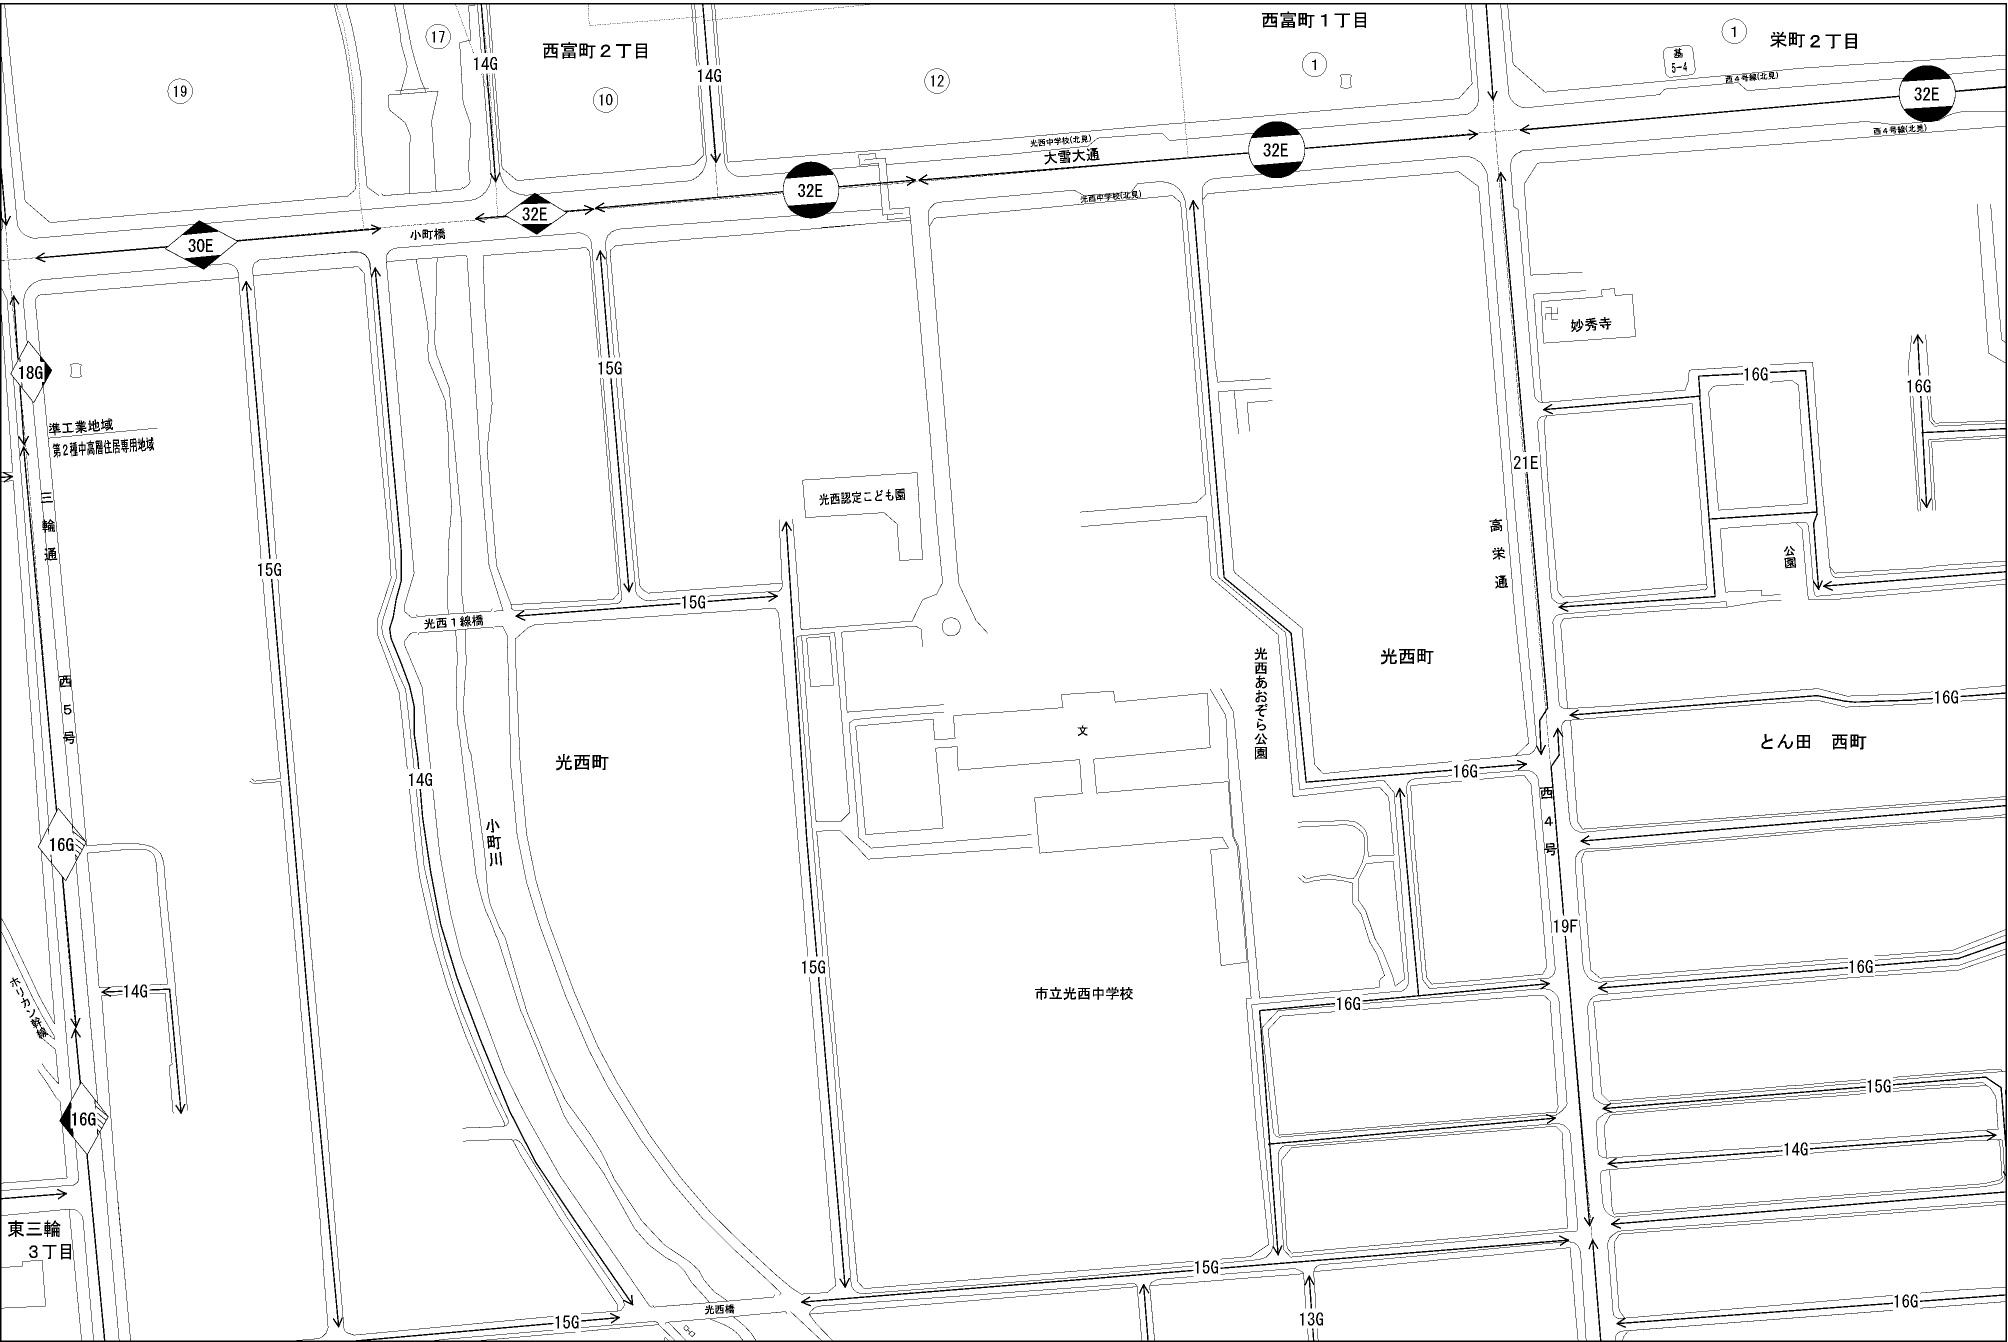 西富町１丁目
17
14G
西富町２丁目
14G
19
10
12
1
1
栄町２丁目
基
5-4
西４号線(北見)
32E
西４号線(北見)
光西中学校(北見)
大雪大通
32E
32E
光西中学校(北見)
32E
小町橋
30E
妙秀寺
18G
15G
16G
16G
準工業地域
第２種中高層住居専用地域
三輪通
21E
光西認定こども園
高栄通
公園
15G
15G
光西１線橋
光西あおぞら公園
光西町
西５号
16G
文
とん田　西町
光西町
14G
16G
西４号
小町川
16G
19F
15G
16G
ホリカン幹線
14G
市立光西中学校
16G
15G
16G
14G
東三輪
３丁目
15G
光西橋
15G
13G
16G